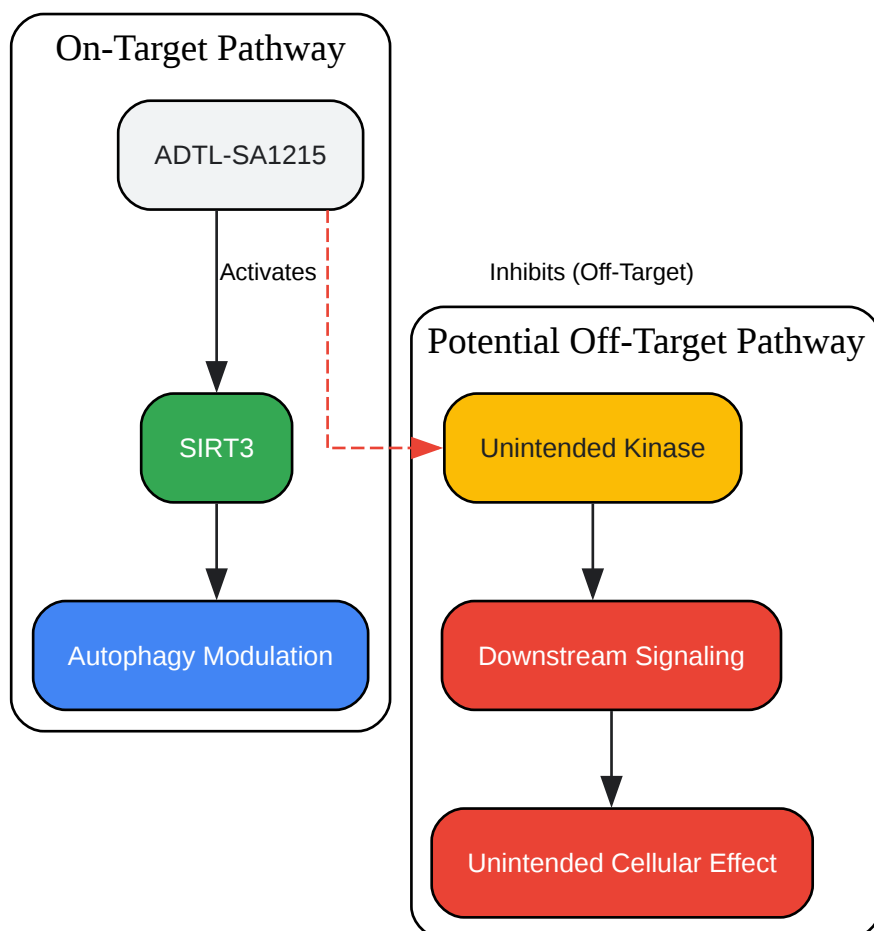 On-Target Pathway
ADTL-SA1215
Activates
Inhibits (Off-Target)
Potential Off-Target Pathway
SIRT3
Unintended Kinase
Autophagy Modulation
Downstream Signaling
Unintended Cellular Effect